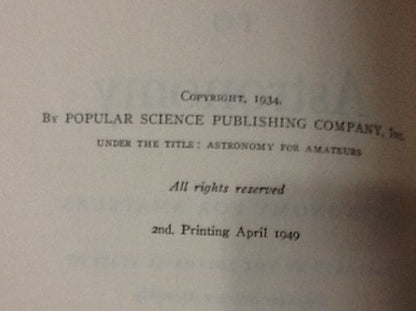 COPYRIGHT, 1934,
BY POPULAR SCIENCE PUBLISHING COMPANY, Inc.
UNDER THE TITLE: ASTRONOMY FOR AMATEURS
All rights reserved
2nd. Printing April 1949